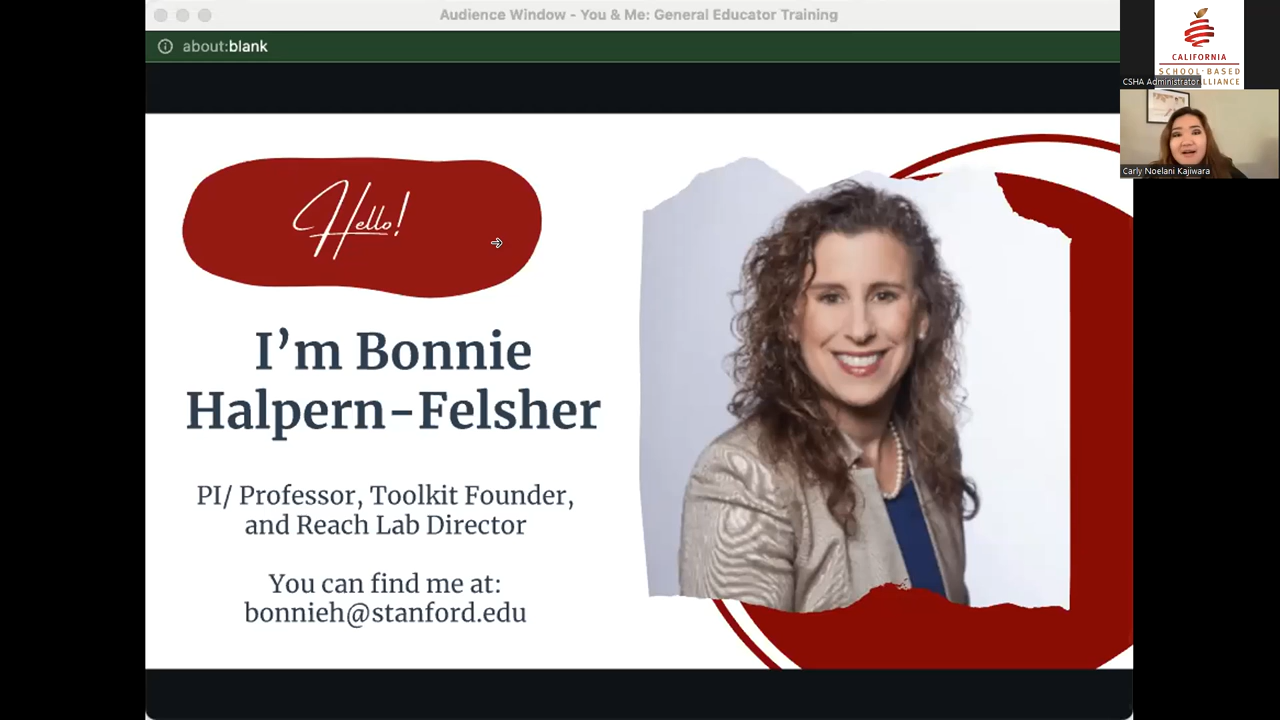 Audience Window - You & Me: General Educator Training
about:blank
Hello!
I'm Bonnie
Halpern-Felsher
PI/ Professor, Toolkit Founder,
and Reach Lab Director
You can find me at:
bonnieh@stanford.edu
CALIFORNIA
SCHOOL-BASED
CSHA Administrator
LLIANCE
Carly Noelani Kajiwara